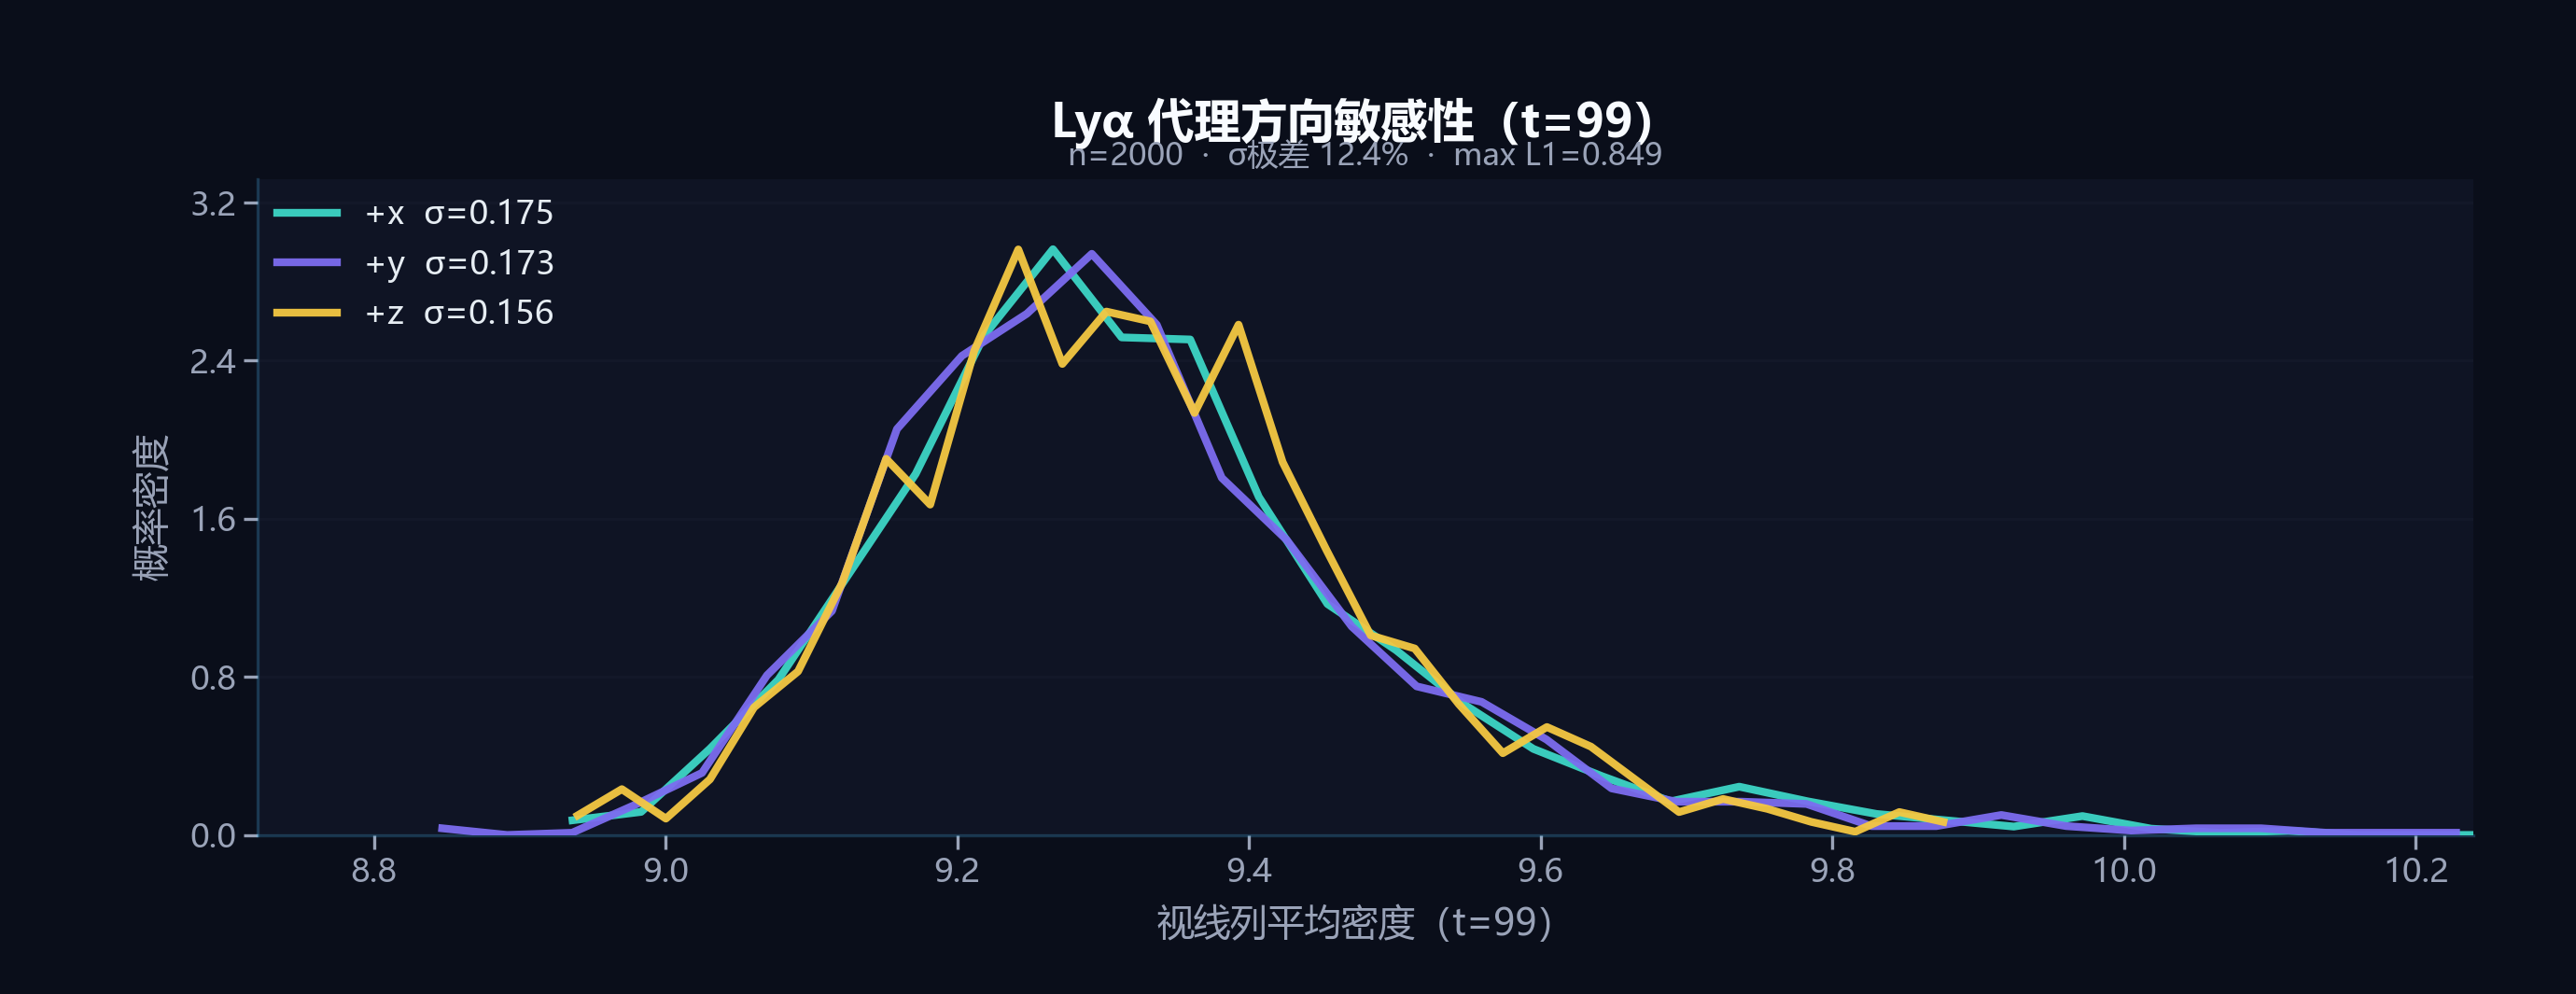 Lyα 代理方向敏感性（t=99）
n=2000 · σ极差 12.4% · max L1=0.849
+x σ=0.175
+y σ=0.173
+z σ=0.156
概率密度
3.2
2.4
1.6
0.8
0.0
8.8 9.0 9.2 9.4 9.6 9.8 10.0 10.2
视线列平均密度（t=99）